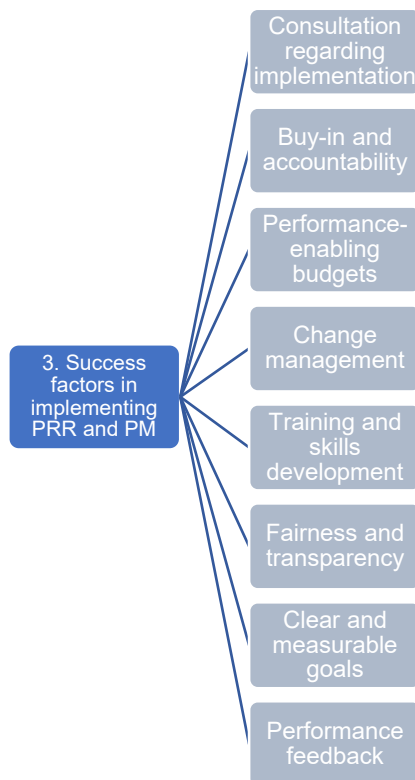 Consultation
regarding
implementation
Buy-in and
accountability
Performance-
enabling
budgets
Change
management
3. Success
factors in
implementing
PRR and PM
Training and
skills
development
Fairness and
transparency
Clear and
measurable
goals
Performance
feedback